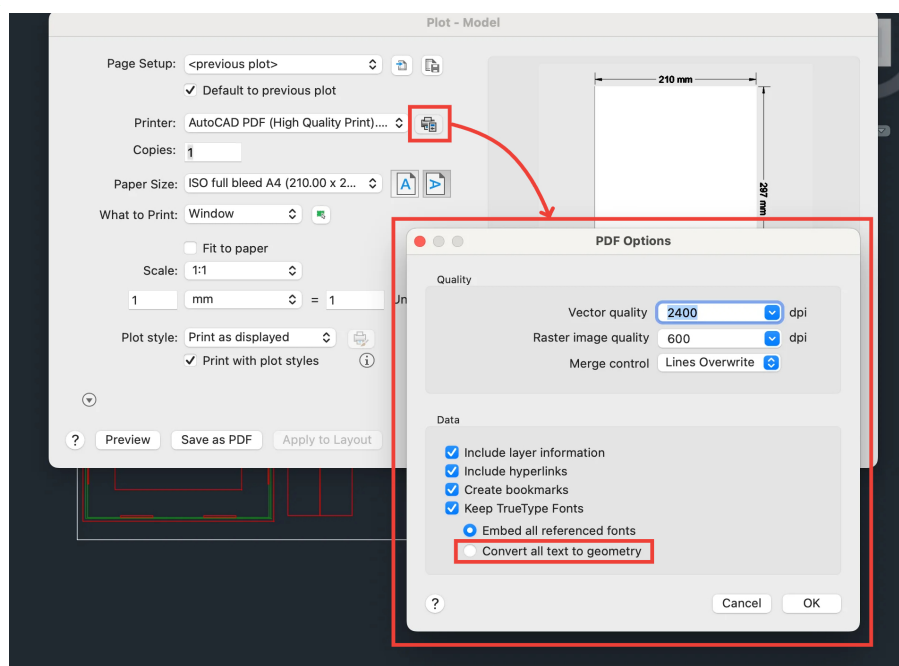 Plot - Model
Page Setup: <previous plot>
Default to previous plot
Printer: AutoCAD PDF (High Quality Print)....
Copies: 1
Paper Size: ISO full bleed A4 (210.00 x 2...
A A
What to Print: Window
Fit to paper
Scale: 1:1
1 mm = 1 Un
Plot style: Print as displayed
Print with plot styles
? Preview Save as PDF Apply to Layout
210 mm
297 mm
PDF Options
Quality
Vector quality 2400 dpi
Raster image quality 600 dpi
Merge control Lines Overwrite
Data
Include layer information
Include hyperlinks
Create bookmarks
Keep TrueType Fonts
Embed all referenced fonts
Convert all text to geometry
? Cancel OK